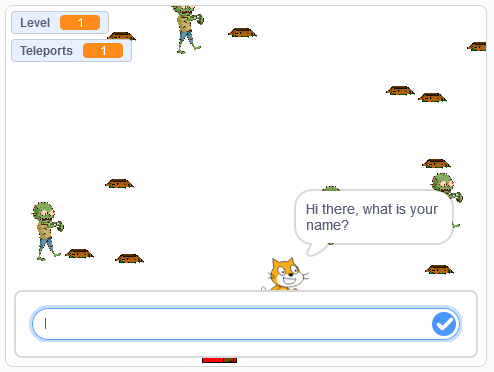 Level 1
Teleports 1
Hi there, what is your
name?